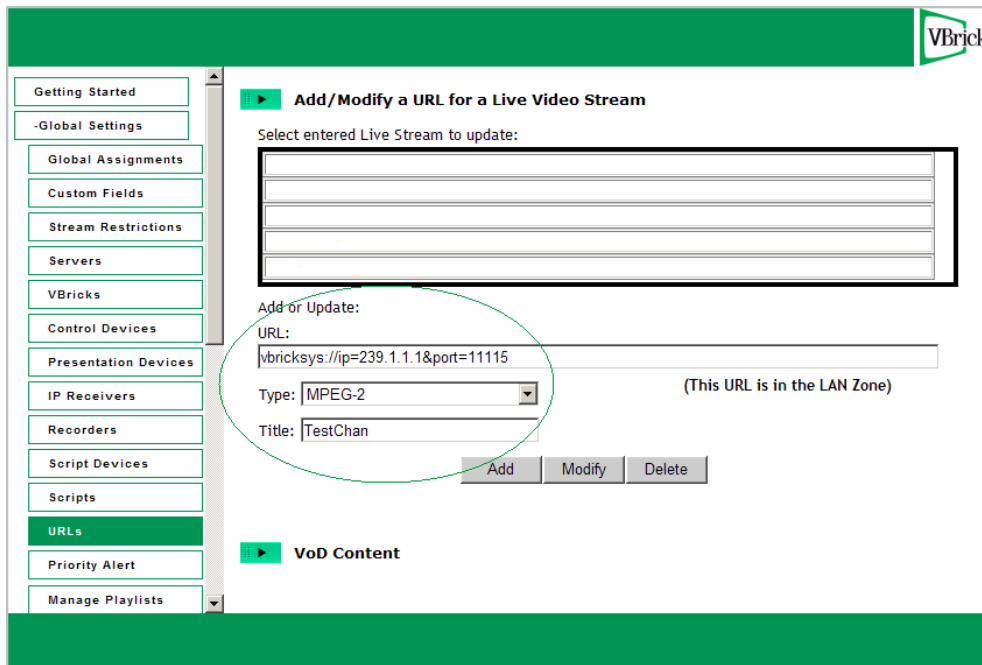 VBrick
Getting Started
-Global Settings
Global Assignments
Custom Fields
Stream Restrictions
Servers
VBricks
Control Devices
Presentation Devices
IP Receivers
Recorders
Script Devices
Scripts
URLs
Priority Alert
Manage Playlists
Add/Modify a URL for a Live Video Stream
Select entered Live Stream to update:
Add or Update:
URL:
vbricksys://ip=239.1.1.1&port=11115
Type: MPEG-2
(This URL is in the LAN Zone)
Title: TestChan
Add Modify Delete
VoD Content